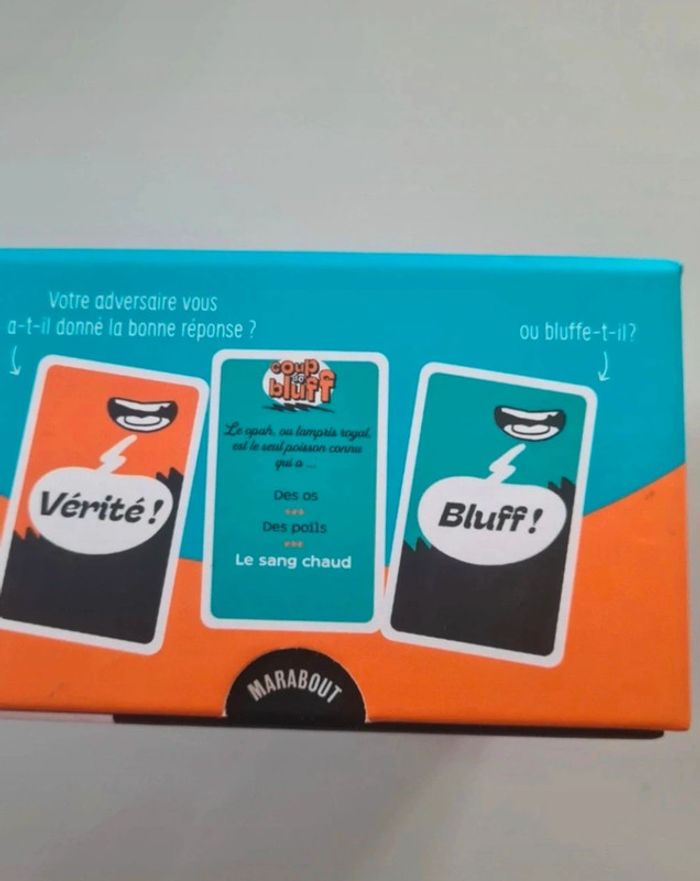 Votre adversaire vous
a-t-il donné la bonne réponse ?
ou bluffe-t-il?
Vérité !
coup
de
bluff
Le opah, ou lampris royal,
est le seul poisson connu
qui a ...
Des os
Des poils
Le sang chaud
Bluff !
MARABOUT